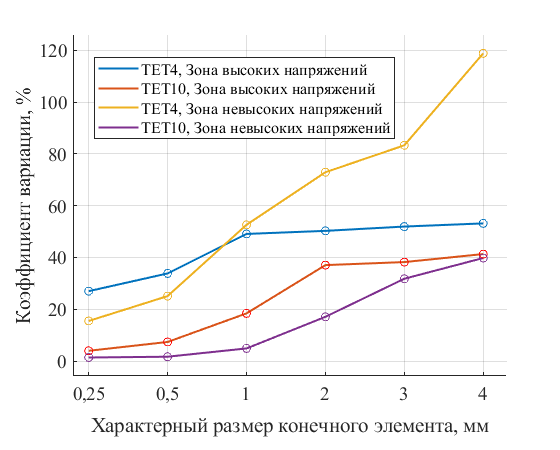 120
100
80
60
40
20
0
Коэффициент вариации, %
TET4, Зона высоких напряжений
TET10, Зона высоких напряжений
TET4, Зона невысоких напряжений
TET10, Зона невысоких напряжений
0,25 0,5 1 2 3 4
Характерный размер конечного элемента, мм